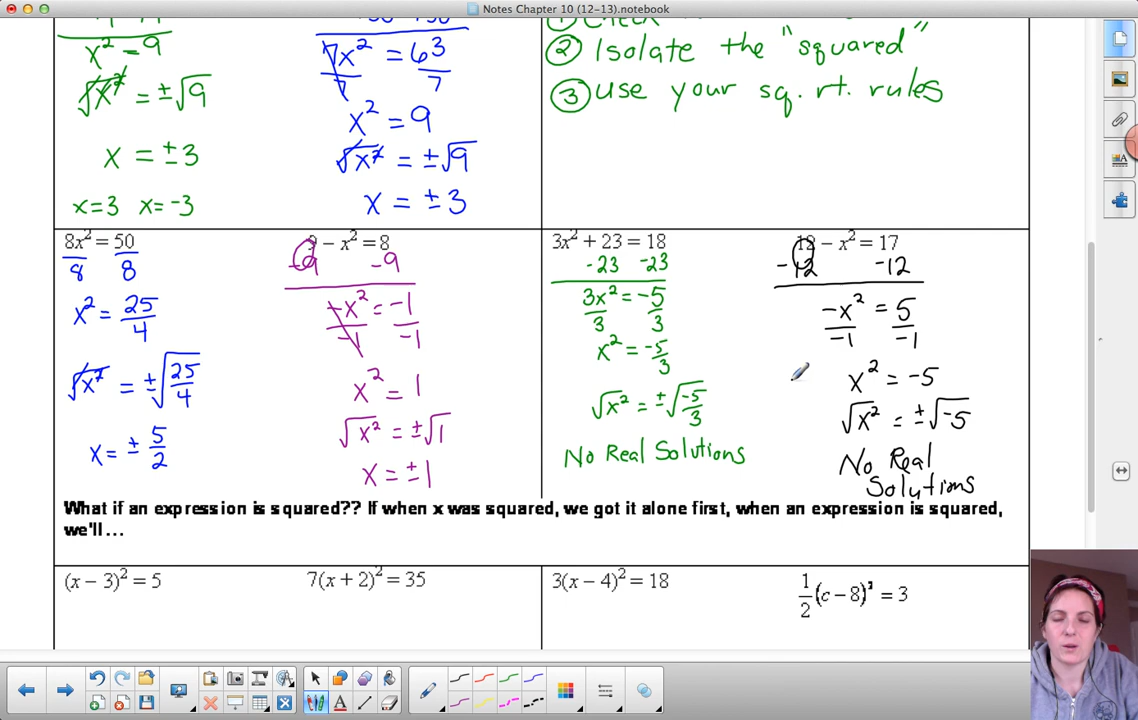 Notes Chapter 10 (12-13).notebook
x² = 9
√x² = ±√9
x = ±3
x=3 x=-3
7x² = 63
7 7
x² = 9
√x² = ±√9
x = ±3
② Isolate the "squared"
③ use your sq. rt. rules
8x² = 50
8 8
x² = 25/4
√x² = ±√25/4
x = ± 5/2
9 – x² = 8
-9 -9
-x² = -1
-1 -1
x² = 1
√x² = ±√1
x = ±1
3x² + 23 = 18
-23 -23
3x² = -5
3 3
x² = -5/3
√x² = ±√-5/3
No Real Solutions
12 – x² = 17
-12 -12
-x² = 5
-1 -1
x² = -5
√x² = ±√-5
No Real
Solutions
What if an expression is squared?? If when x was squared, we got it alone first, when an expression is squared,
we'll...
(x – 3)² = 5
7(x + 2)² = 35
3(x – 4)² = 18
1/2(c – 8)² = 3